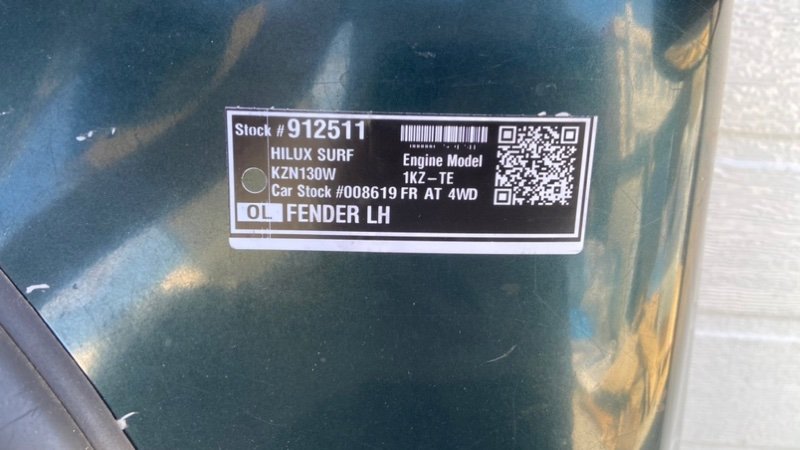 Stock # 912511
HILUX SURF
KZN130W
Engine Model
1KZ-TE
Car Stock #008619 FR AT 4WD
OL FENDER LH